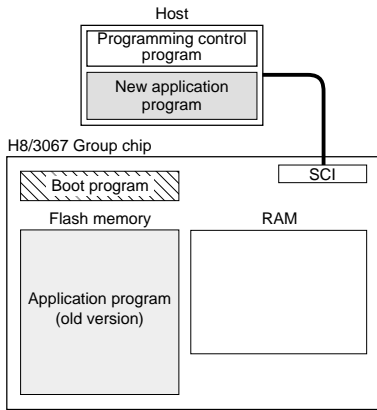 Host
Programming control
program
New application
program
H8/3067 Group chip
SCI
Boot program
Flash memory
RAM
Application program
(old version)